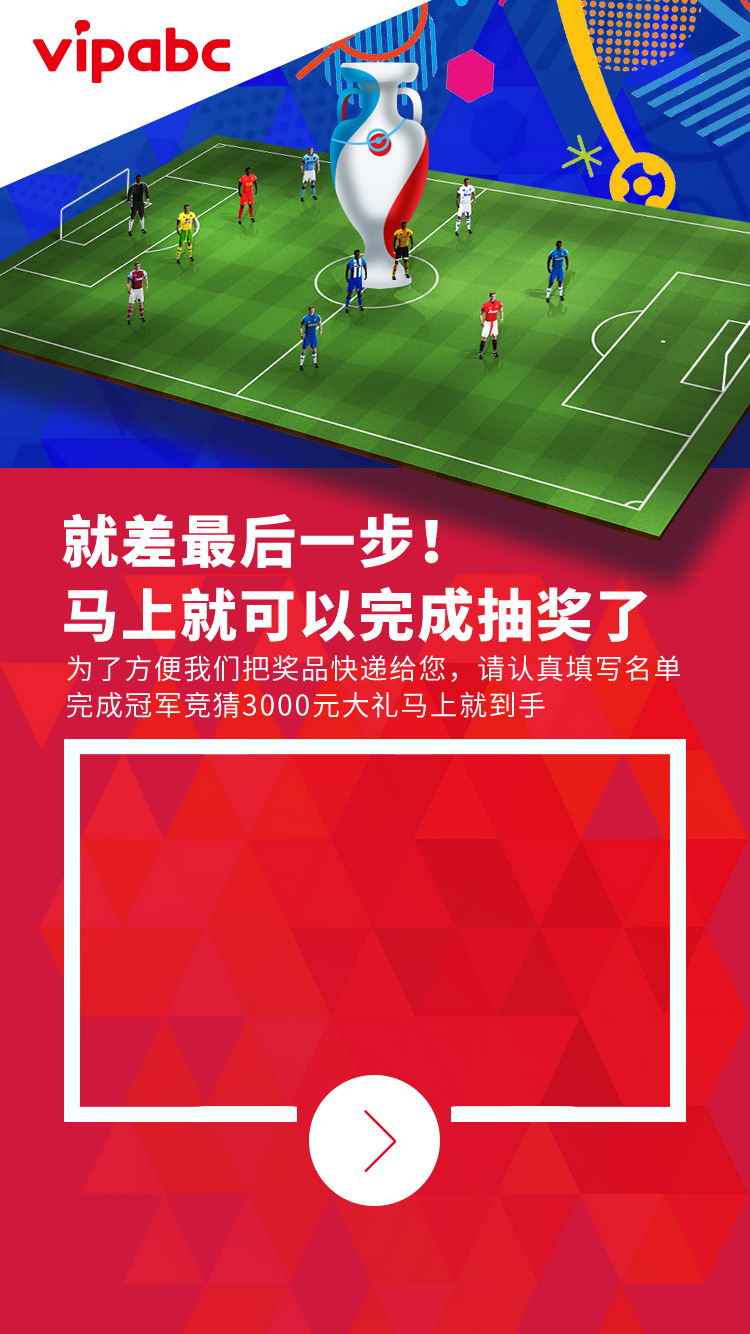 vipabc
就差最后一步！
马上就可以完成抽奖了
为了方便我们把奖品快递给您，请认真填写名单
完成冠军竞猜3000元大礼马上就到手